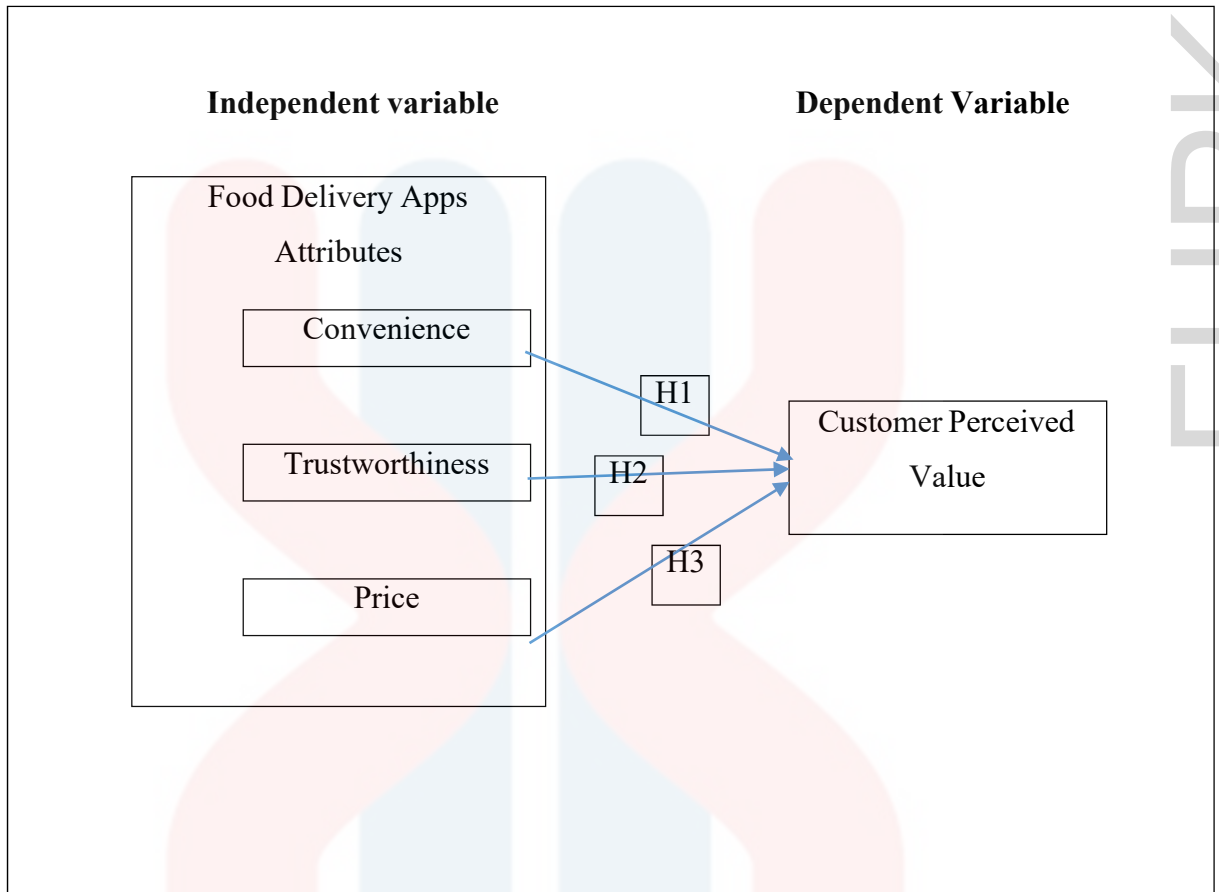 Independent variable
Dependent Variable
Food Delivery Apps
Attributes
Convenience
H1
Customer Perceived
Value
Trustworthiness
H2
H3
Price